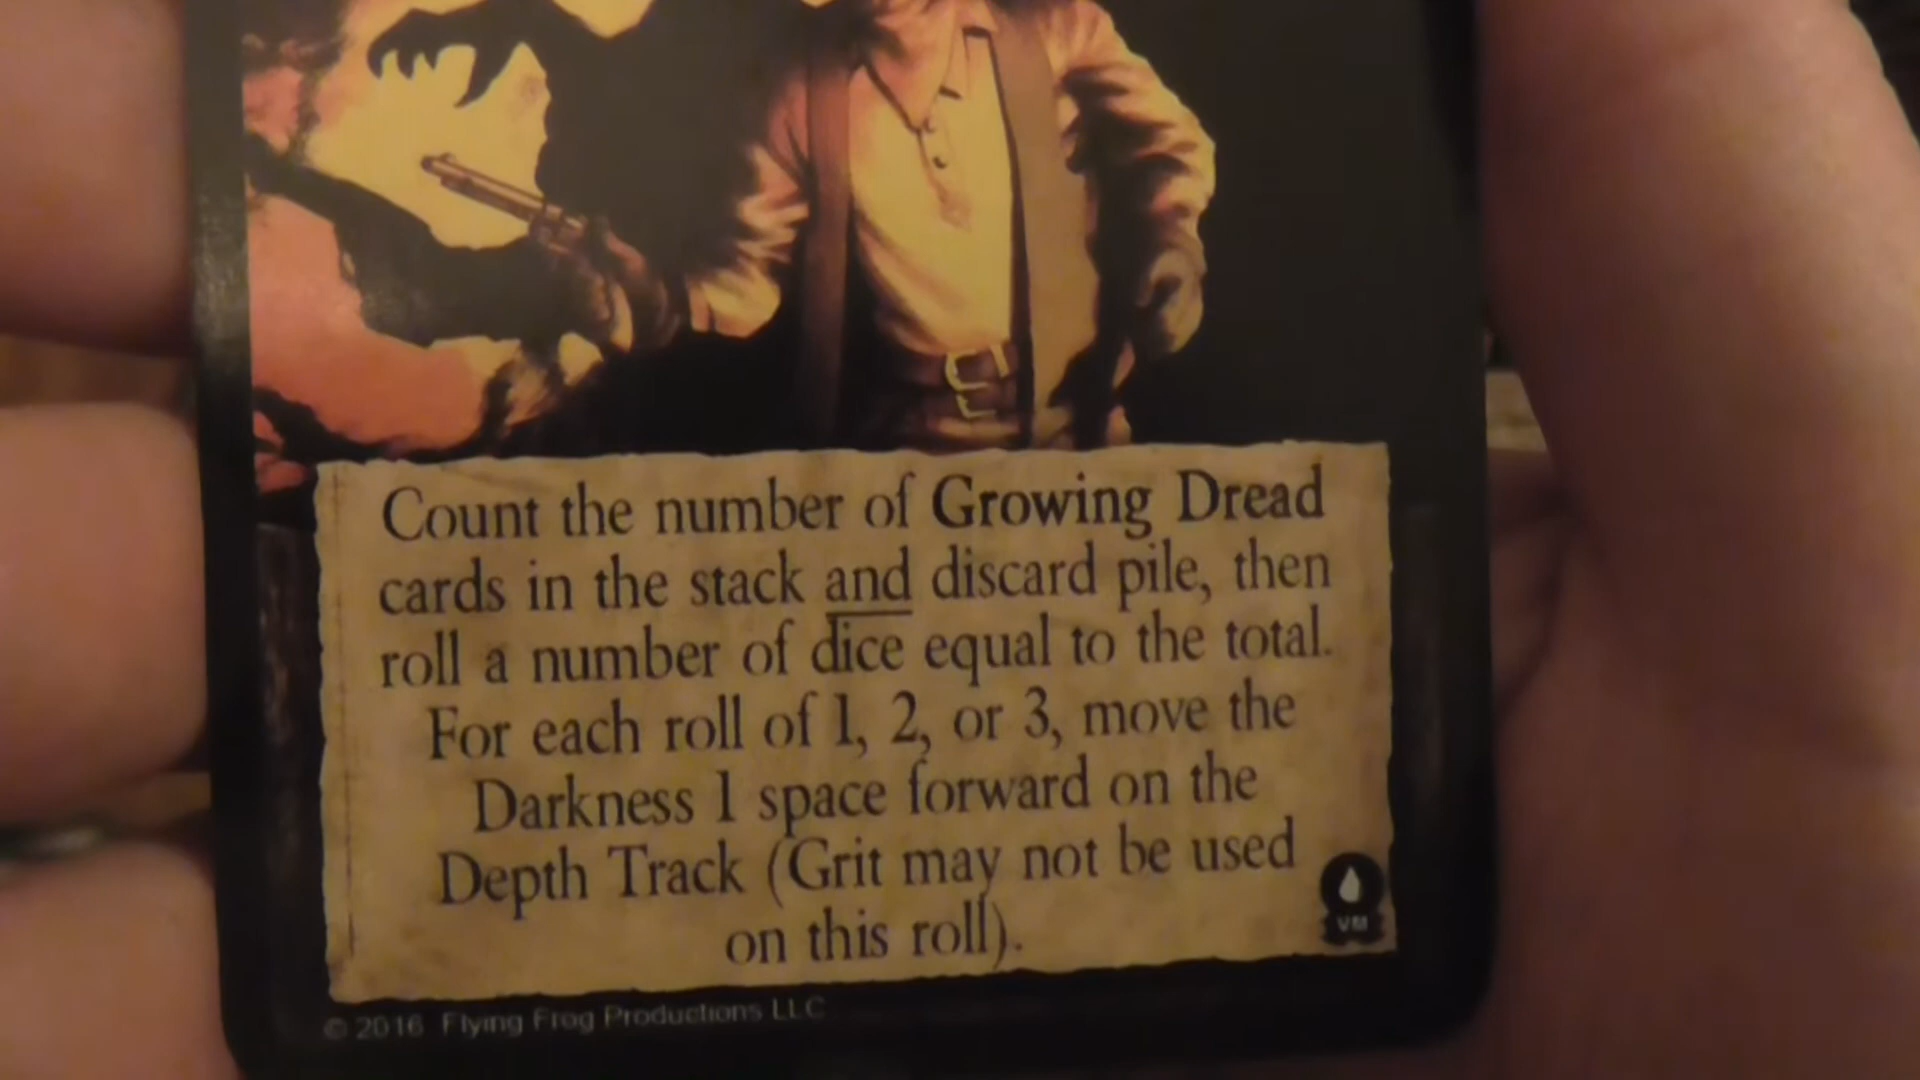 Count the number of Growing Dread
cards in the stack and discard pile, then
roll a number of dice equal to the total.
For each roll of 1, 2, or 3, move the
Darkness 1 space forward on the
Depth Track (Grit may not be used
on this roll).
VM
© 2016 Flying Frog Productions LLC